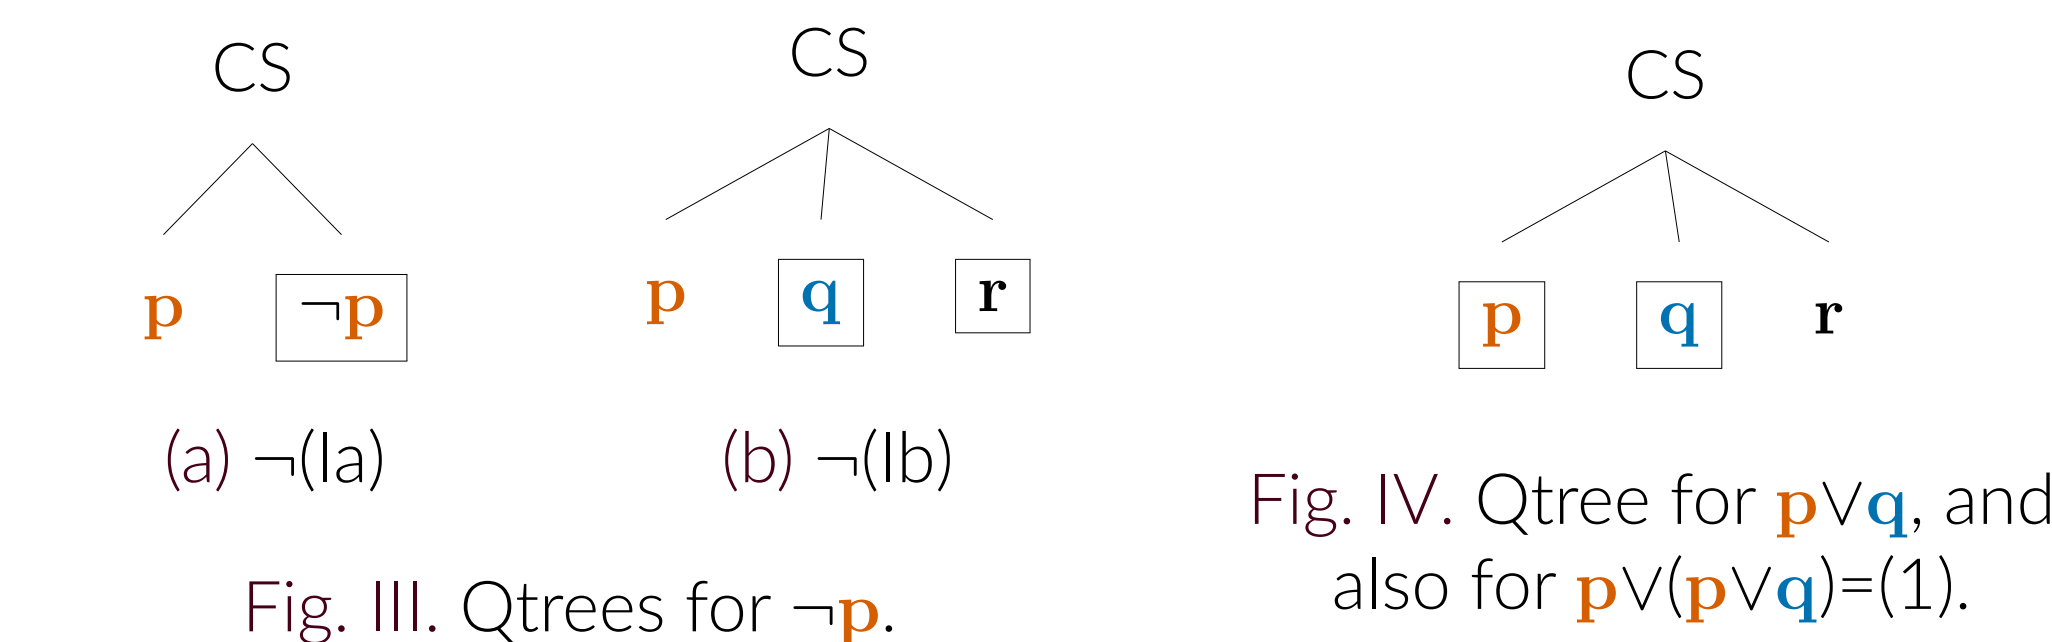 CS
p ¬p
(a) ¬(Ia)
CS
p q r
(b) ¬(Ib)
Fig. III. Qtrees for ¬p.
CS
p q r
Fig. IV. Qtree for p∨q, and
also for p∨(p∨q)=(1).